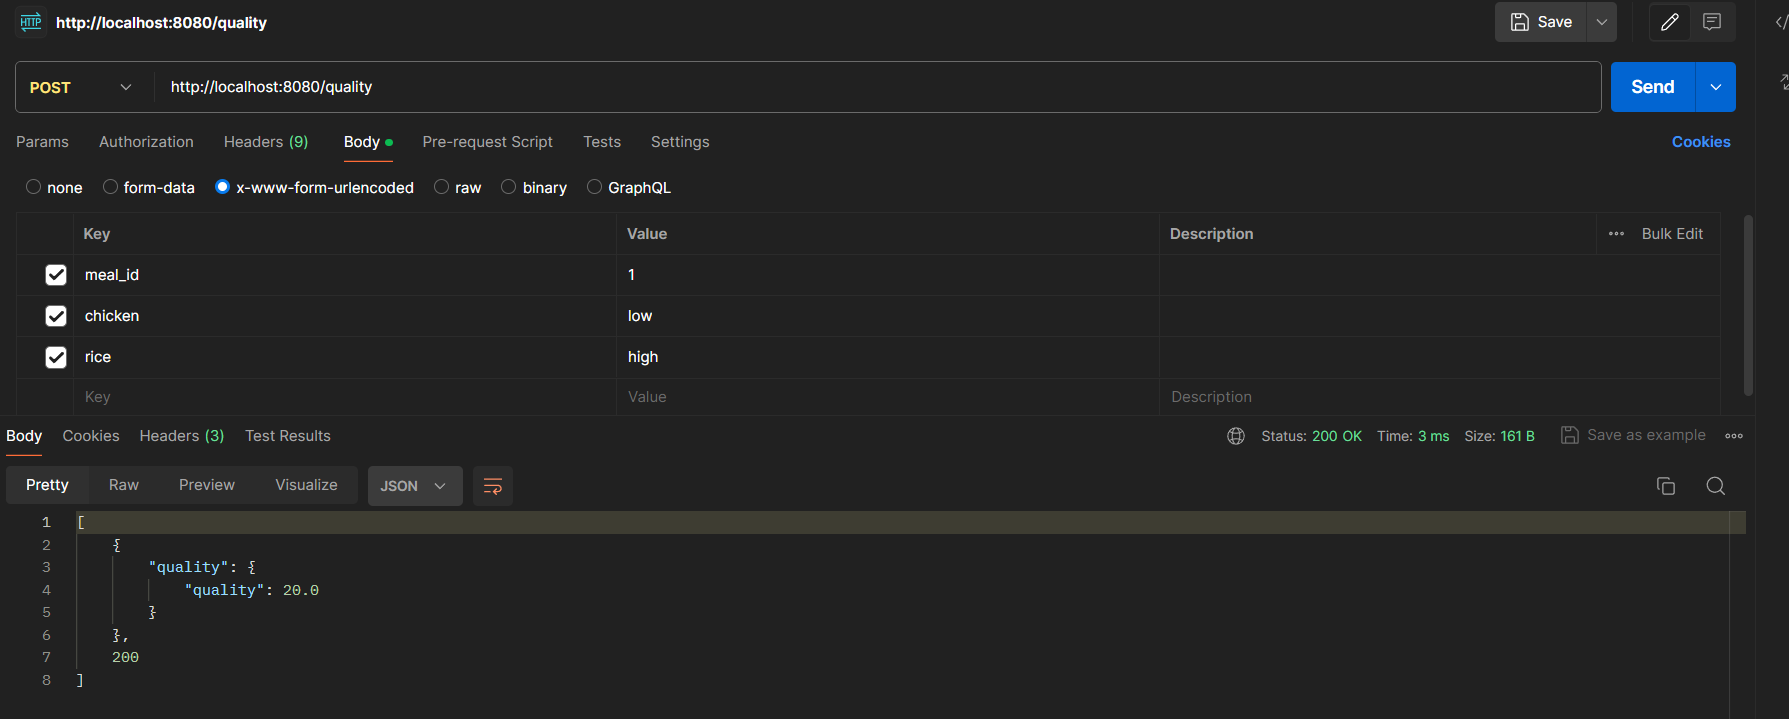 HTTP http://localhost:8080/quality Save
POST http://localhost:8080/quality Send
Params Authorization Headers (9) Body Pre-request Script Tests Settings Cookies
none form-data x-www-form-urlencoded raw binary GraphQL
Key Value Description Bulk Edit
meal_id 1
chicken low
rice high
Key Value Description
Body Cookies Headers (3) Test Results Status: 200 OK Time: 3 ms Size: 161 B Save as example
Pretty Raw Preview Visualize JSON
1 [
2 {
3 "quality": {
4 "quality": 20.0
5 }
6 },
7 200
8 ]